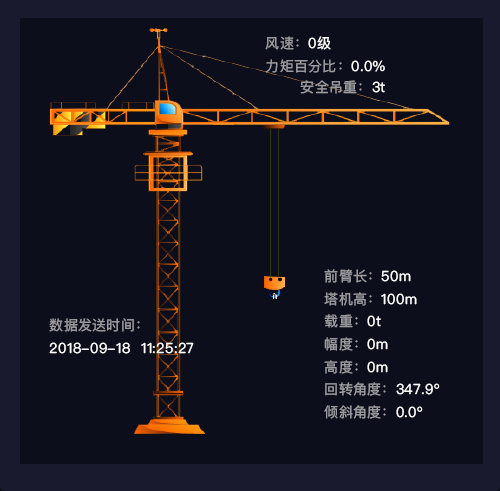 风速：0级
力矩百分比：0.0%
安全吊重：3t
前臂长：50m
塔机高：100m
载重：0t
幅度：0m
高度：0m
回转角度：347.9°
倾斜角度：0.0°
数据发送时间：
2018-09-18 11:25:27